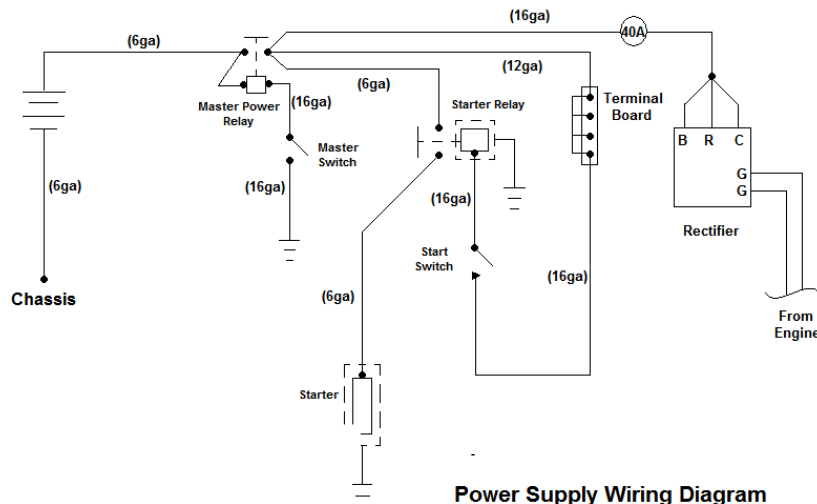 (16ga)
40A
(6ga)
(12ga)
(6ga)
Master Power
Relay
(16ga)
Starter Relay
Terminal
Board
Master
Switch
B R C
G
G
(6ga)
(16ga)
(16ga)
Rectifier
Start
Switch
(16ga)
Chassis
(6ga)
From
Engine
Starter
Power Supply Wiring Diagram